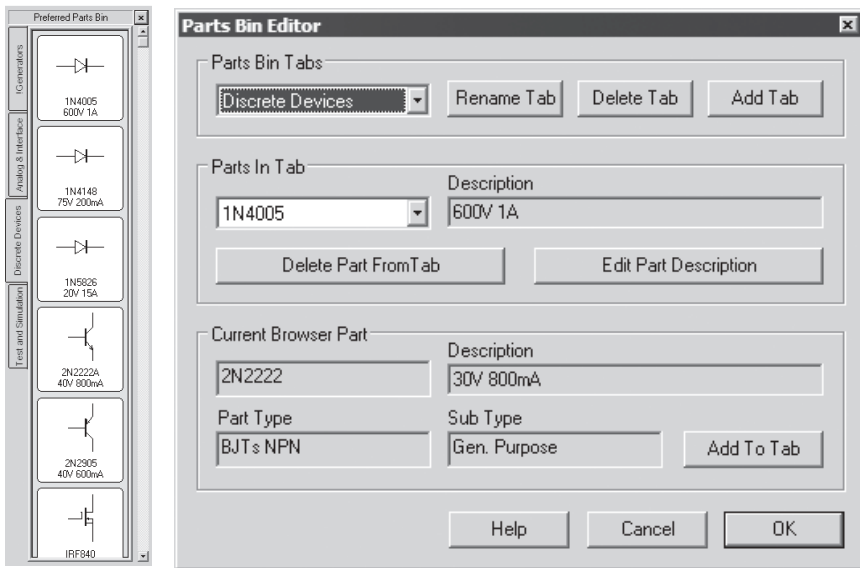 Preferred Parts Bin
!Generators
Analog & Interface
Discrete Devices
Test and Simulation
1N4005
600V 1A
1N4148
75V 200mA
1N5826
20V 15A
2N2222A
40V 800mA
2N2905
40V 600mA
IRF840
Parts Bin Editor
Parts Bin Tabs
Discrete Devices
Rename Tab
Delete Tab
Add Tab
Parts In Tab
Description
1N4005
600V 1A
Delete Part FromTab
Edit Part Description
Current Browser Part
Description
2N2222
30V 800mA
Part Type
Sub Type
BJTs NPN
Gen. Purpose
Add To Tab
Help
Cancel
OK